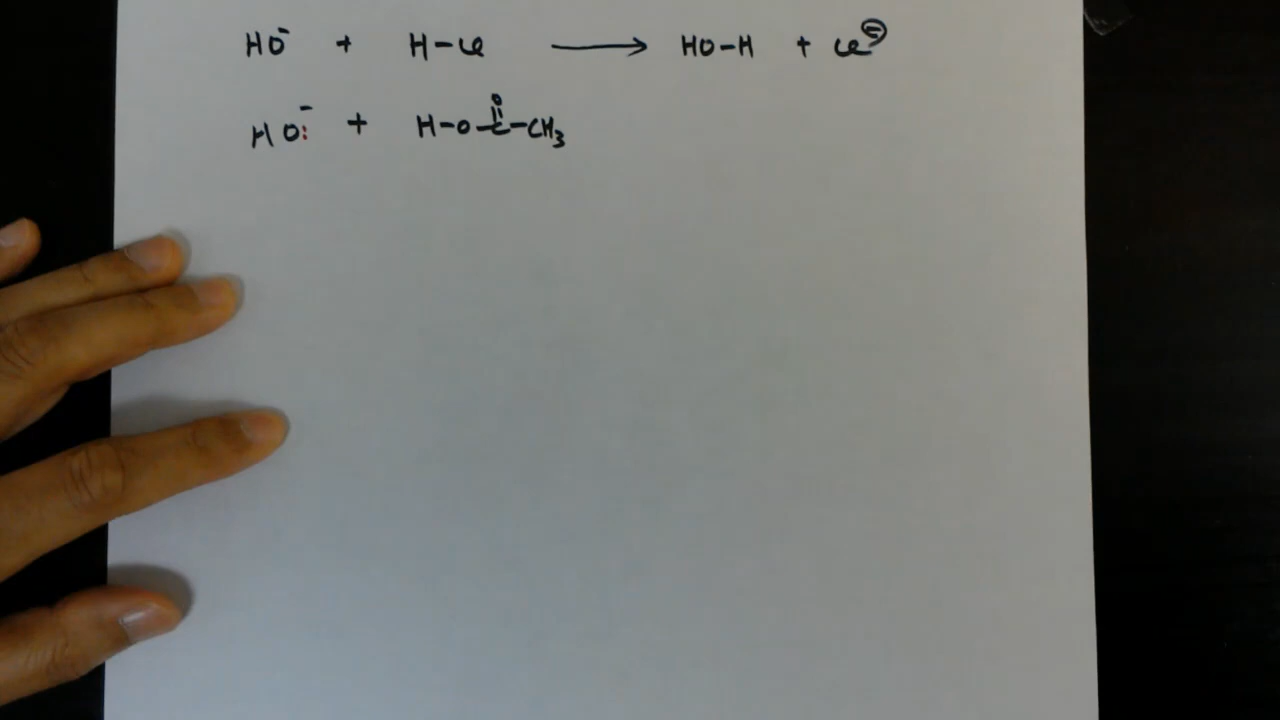 HO⁻ + H-Cl ⟶ HO-H + Cl⊖
HO:⁻ + H-O-C(=O)-CH₃